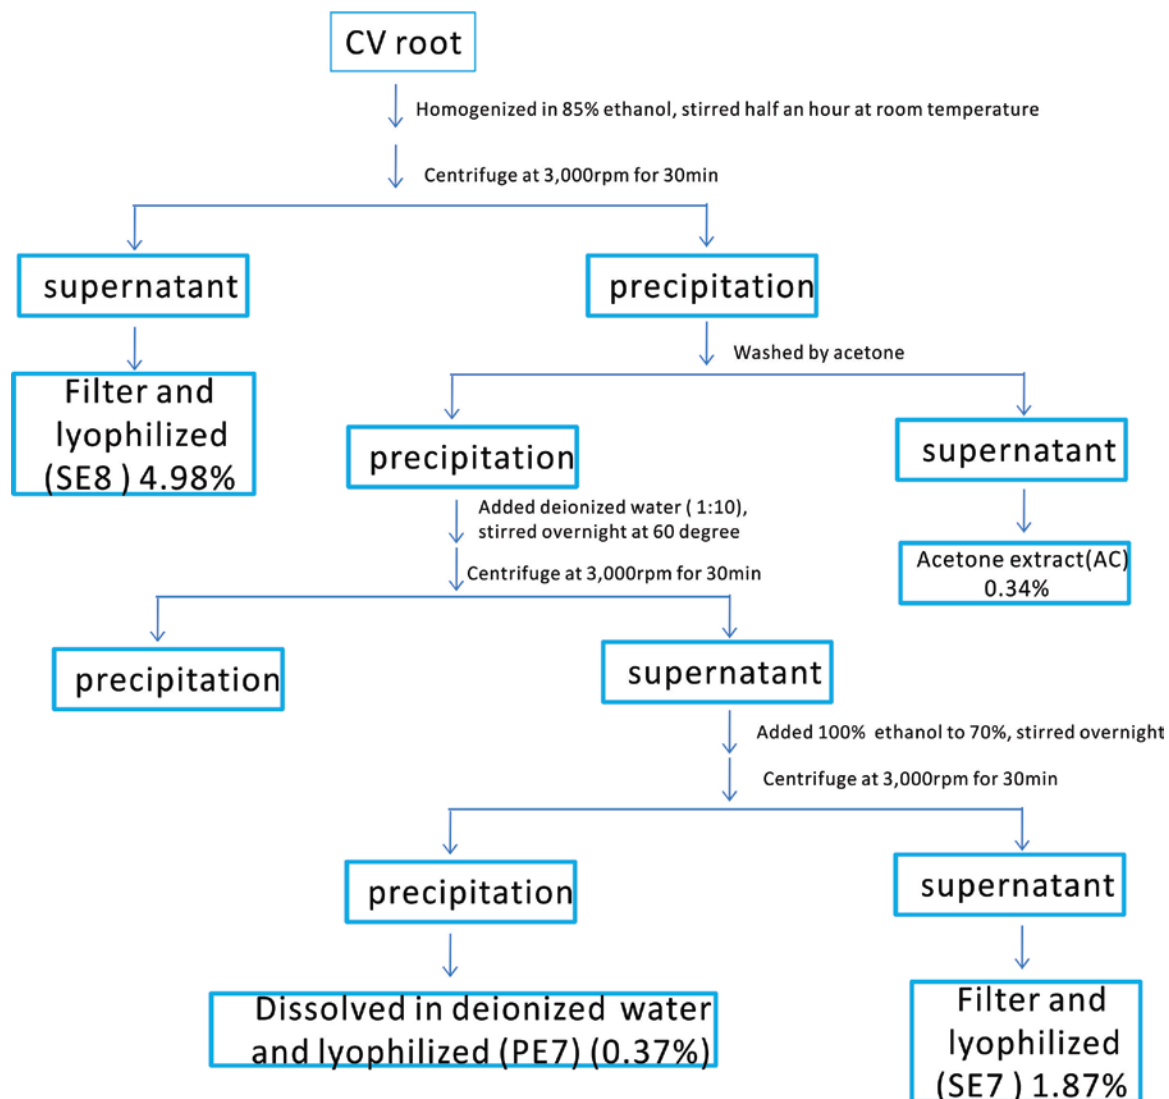 CV root
Homogenized in 85% ethanol, stirred half an hour at room temperature
Centrifuge at 3,000rpm for 30min
supernatant
precipitation
Washed by acetone
Filter and
lyophilized
(SE8 ) 4.98%
precipitation
supernatant
Added deionized water ( 1:10),
stirred overnight at 60 degree
Centrifuge at 3,000rpm for 30min
Acetone extract(AC)
0.34%
precipitation
supernatant
Added 100% ethanol to 70%, stirred overnight
Centrifuge at 3,000rpm for 30min
precipitation
supernatant
Dissolved in deionized water
and lyophilized (PE7) (0.37%)
Filter and
lyophilized
(SE7 ) 1.87%